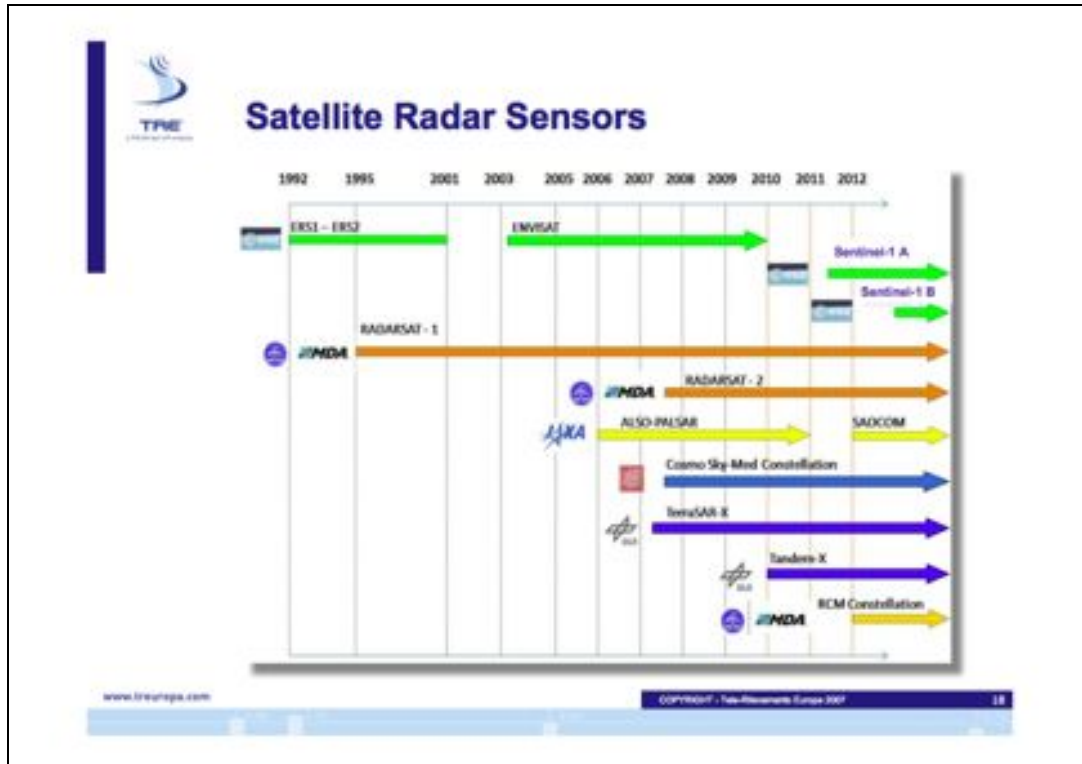 TRE
Satellite Radar Sensors
1992 1995 2001 2003 2005 2006 2007 2008 2009 2010 2011 2012
ERS1 – ERS2
ENVISAT
Sentinel-1 A
Sentinel-1 B
RADARSAT - 1
MDA
RADARSAT - 2
MDA
ALSO-PALSAR
SAOCOM
JAXA
Cosmo Sky-Med Constellation
TerraSAR-X
DLR
Tandem-X
DLR
RCM Constellation
MDA
www.treuropa.com
COPYRIGHT - Tele-Rilevamento Europa 2007
18